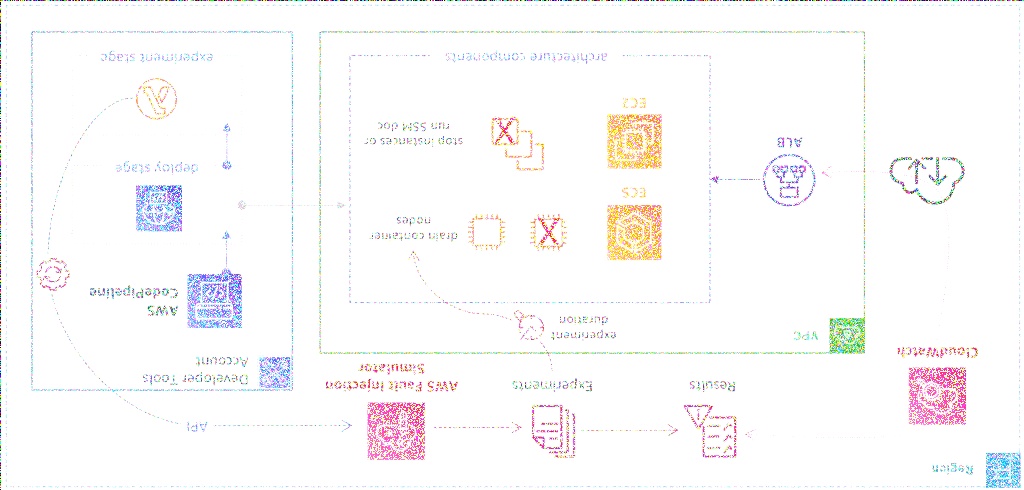 Region
API
CloudWatch
Results
Experiments
AWS Fault Injection
Simulator
Developer Tools
Account
VPC
experiment
duration
AWS
CodePipeline
drain container
nodes
ECS
deploy stage
ALB
stop instances or
run SSM doc
EC2
architecture components
experiment stage